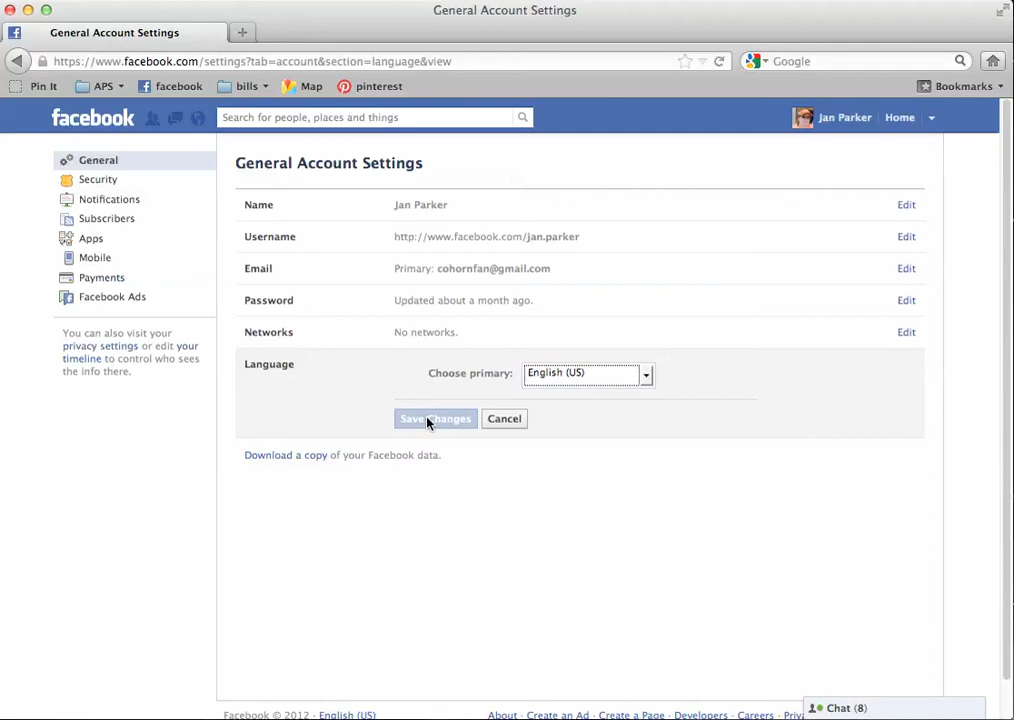 General Account Settings
General Account Settings
https://www.facebook.com/settings?tab=account&section=language&view
Google
Pin It
APS
facebook
bills
Map
pinterest
Bookmarks
facebook
Search for people, places and things
Jan Parker
Home
General
Security
Notifications
Subscribers
Apps
Mobile
Payments
Facebook Ads
You can also visit your
privacy settings or edit your
timeline to control who sees
the info there.
General Account Settings
Name Jan Parker Edit
Username http://www.facebook.com/jan.parker Edit
Email Primary: cohornfan@gmail.com Edit
Password Updated about a month ago. Edit
Networks No networks. Edit
Language
Choose primary: English (US)
Save Changes Cancel
Download a copy of your Facebook data.
Facebook © 2012 · English (US)
About · Create an Ad · Create a Page · Developers · Careers ·
Chat (8)